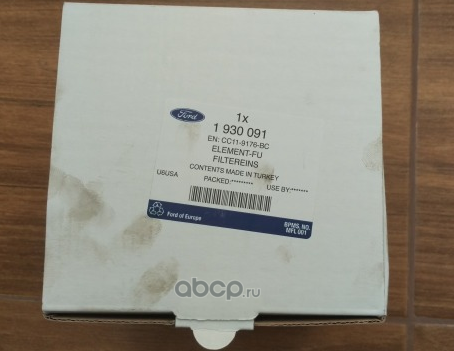 Ford
1x
1 930 091
EN: CC11-9176-BC
ELEMENT-FU
FILTEREINS
CONTENTS MADE IN TURKEY
U6USA
PACKED:********* USE BY:*******
Ford of Europe
BPMS. NO.
MFL 001
abcp.ru